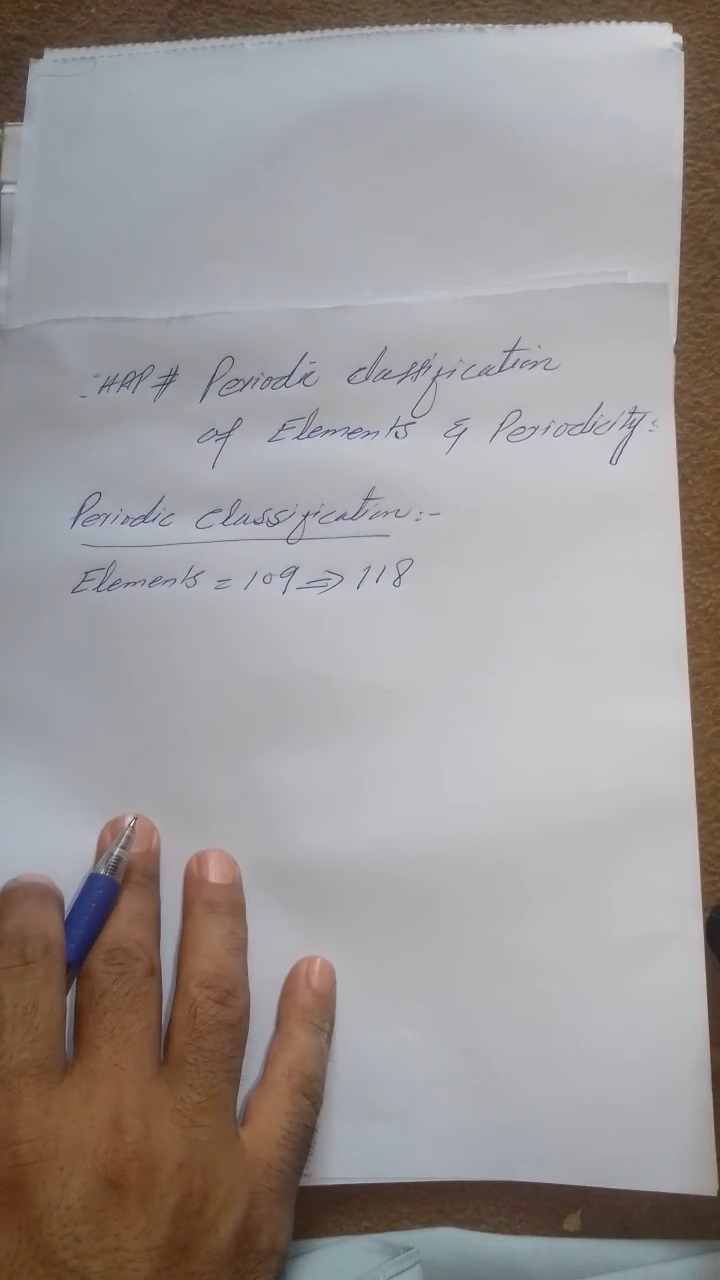 CHAP # Periodic classification
of Elements & Periodicity:
Periodic classification:-
Elements = 109 => 118